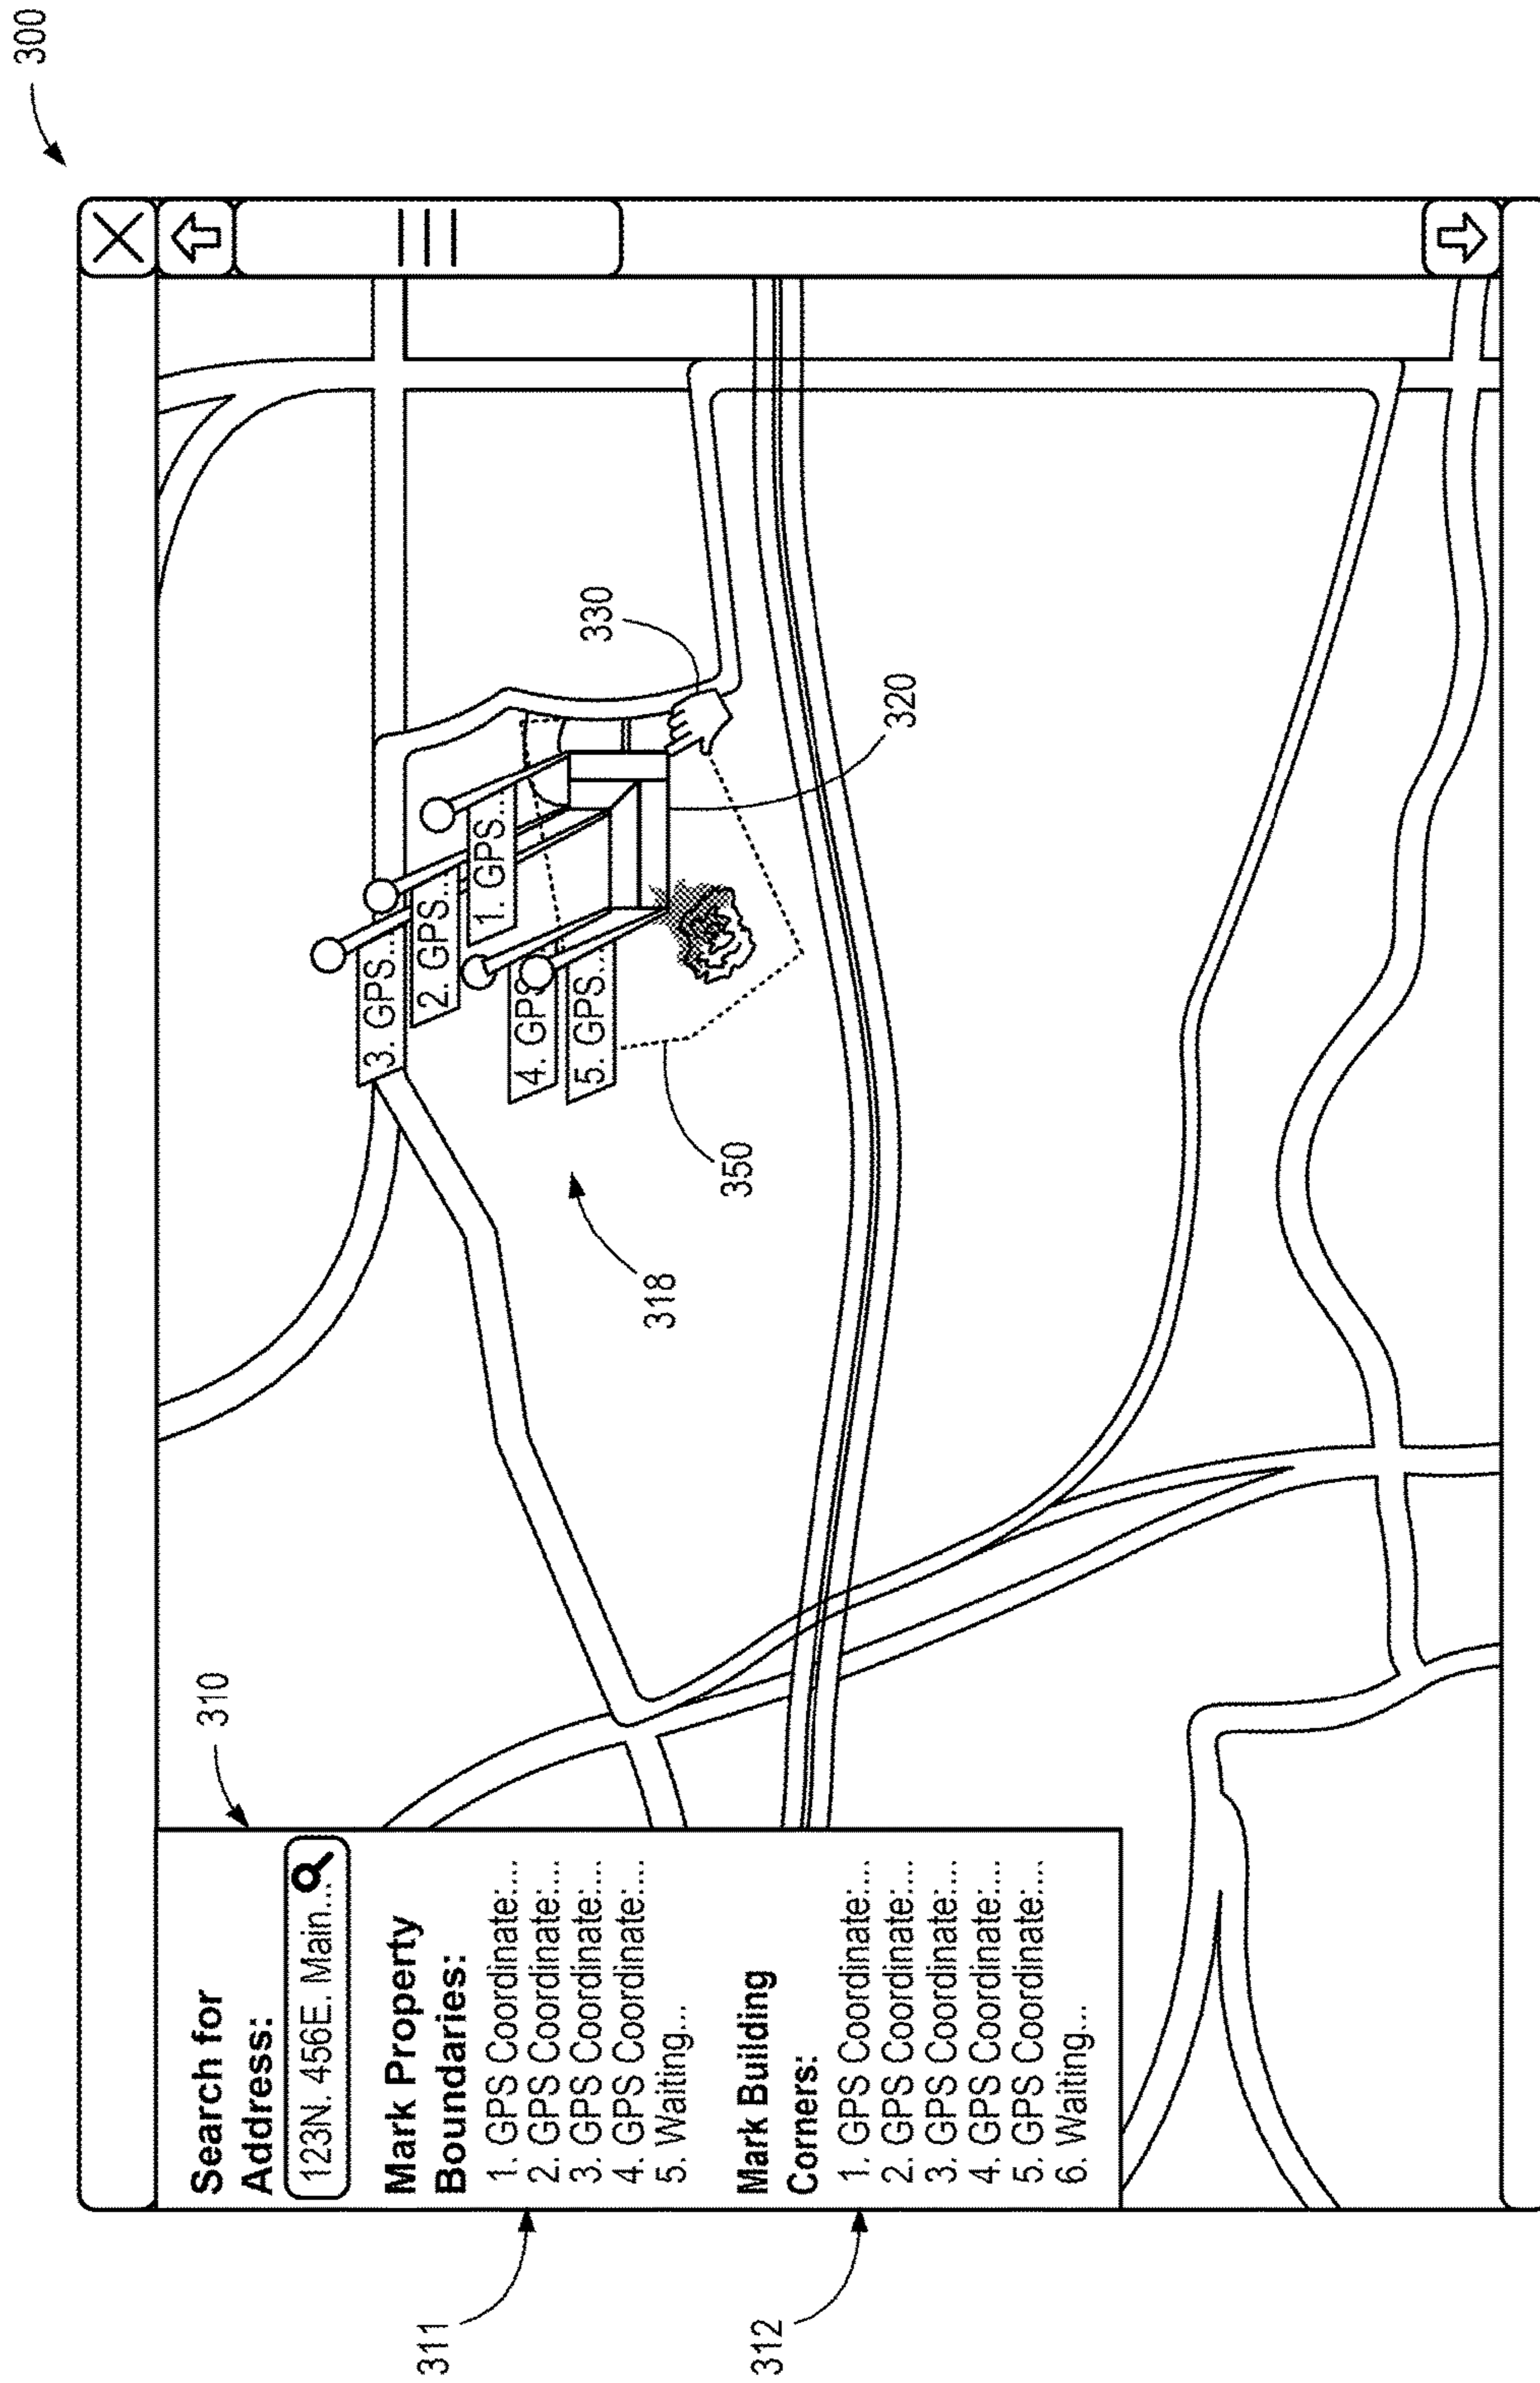 300
310
Search for
Address:
123N. 456E. Main...
311
Mark Property
Boundaries:
1. GPS Coordinate:...
2. GPS Coordinate:...
3. GPS Coordinate:...
4. GPS Coordinate:...
5. Waiting...
312
Mark Building
Corners:
1. GPS Coordinate:...
2. GPS Coordinate:...
3. GPS Coordinate:...
4. GPS Coordinate:...
5. GPS Coordinate:...
6. Waiting...
3. GPS...
2. GPS...
1. GPS...
4. GPS
5. GPS...
330
318
350
320